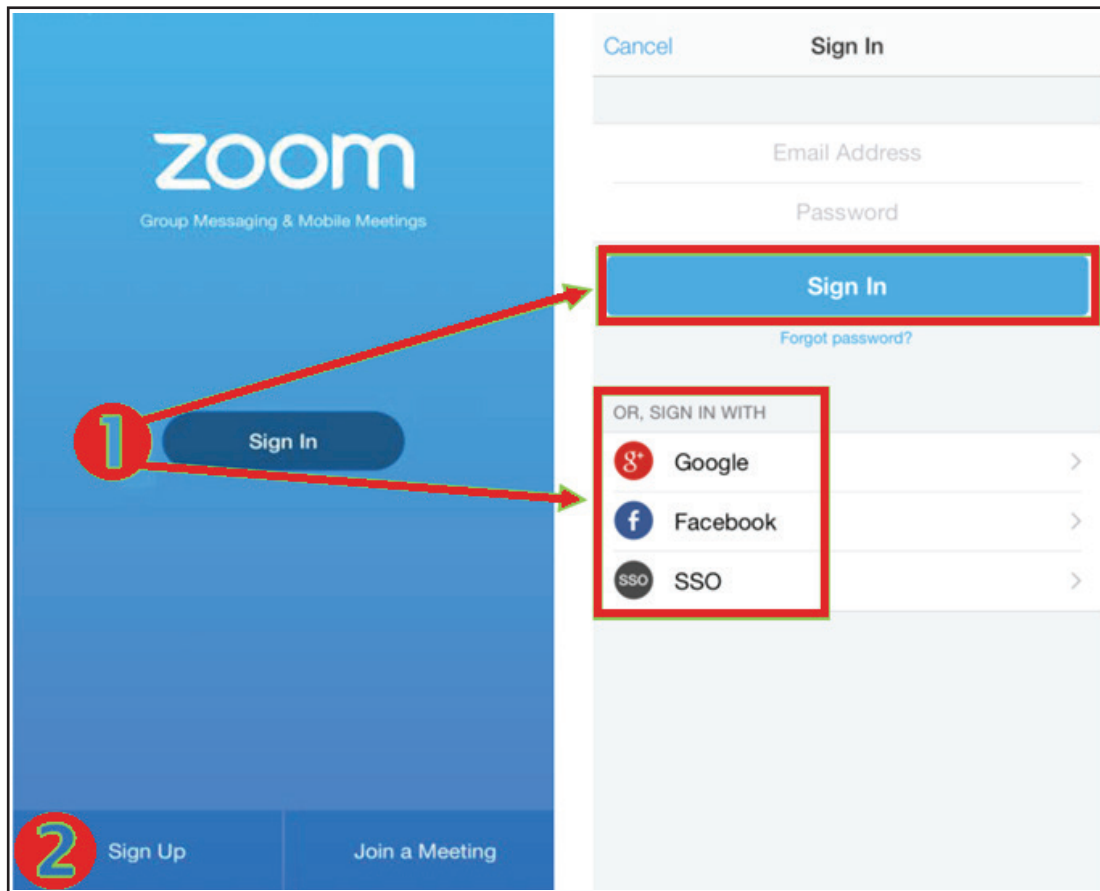 zoom
Group Messaging & Mobile Meetings
1
Sign In
2
Sign Up
Join a Meeting
Cancel
Sign In
Email Address
Password
Sign In
Forgot password?
OR, SIGN IN WITH
g+ Google
f Facebook
SSO SSO